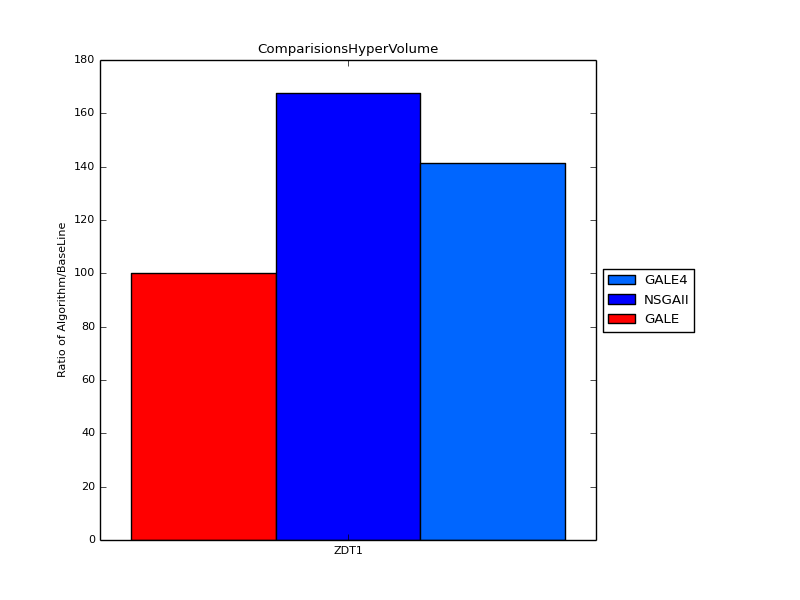 ComparisionsHyperVolume
180
160
140
120
100
80
60
40
20
0
Ratio of Algorithm/BaseLine
ZDT1
GALE4
NSGAII
GALE